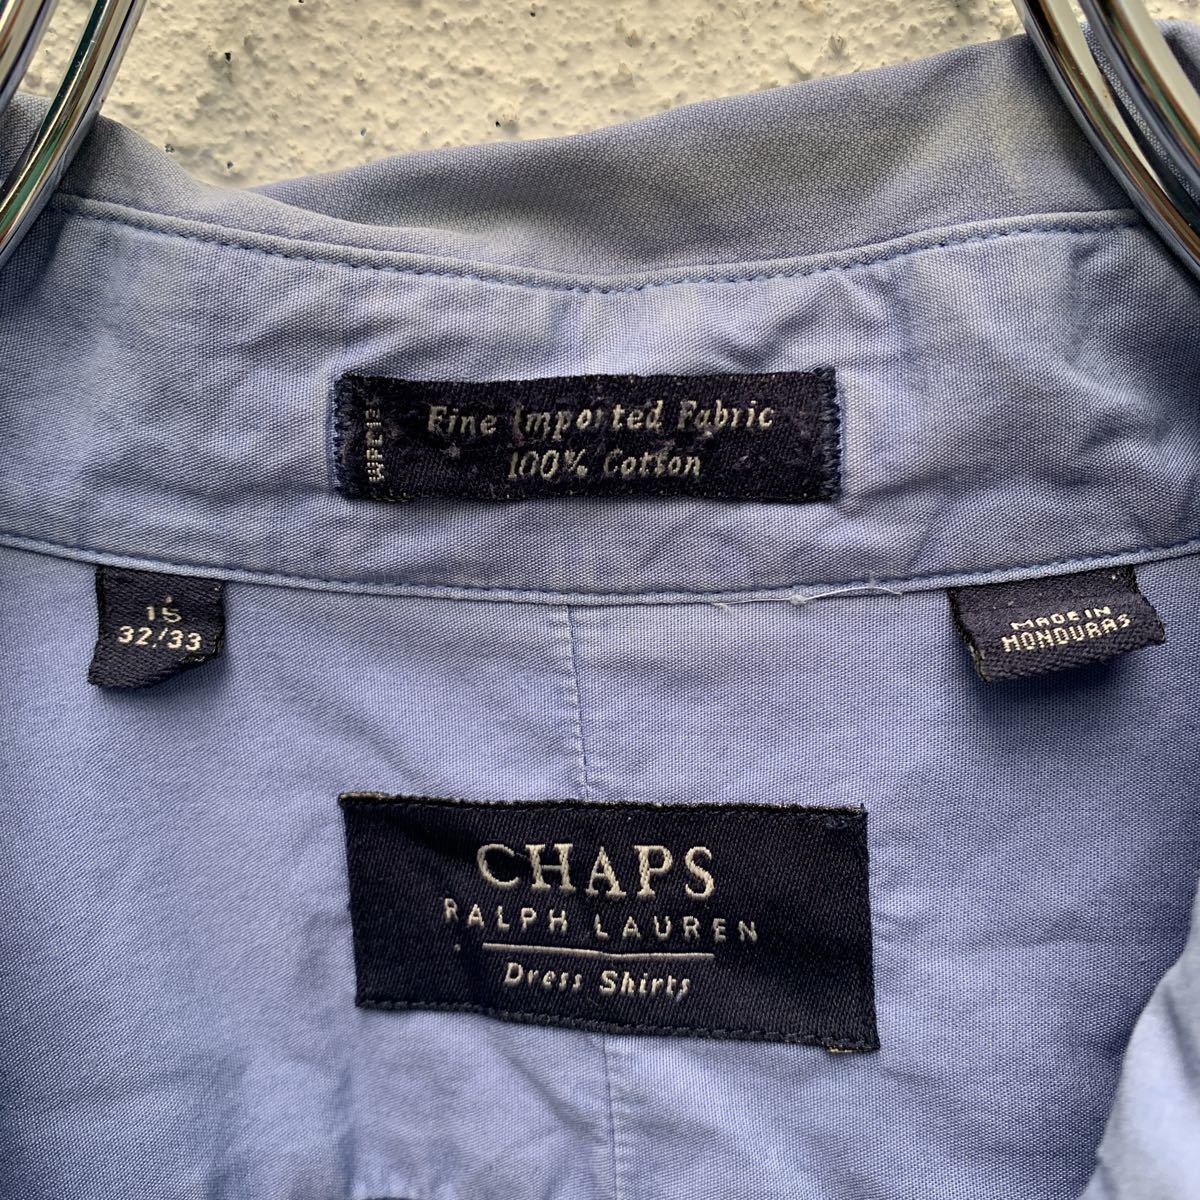 Fine Imported Fabric
100% Cotton
15
32/33
MADE IN
HONDURAS
CHAPS
RALPH LAUREN
Dress Shirts